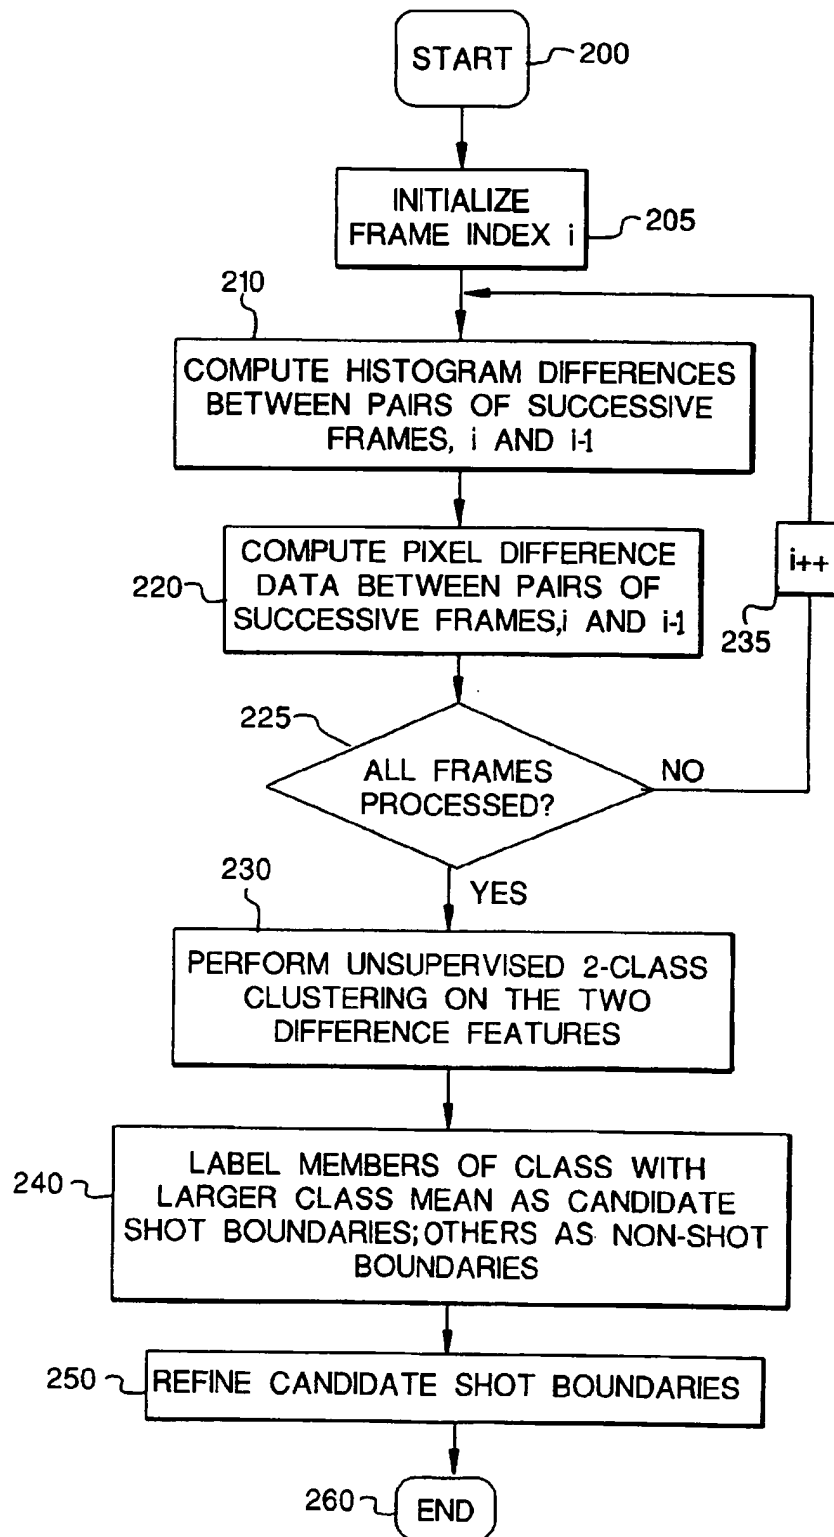 START
200
INITIALIZE
FRAME INDEX i
205
210
COMPUTE HISTOGRAM DIFFERENCES
BETWEEN PAIRS OF SUCCESSIVE
FRAMES, i AND i-1
220
COMPUTE PIXEL DIFFERENCE
DATA BETWEEN PAIRS OF
SUCCESSIVE FRAMES,i AND i-1
i++
235
225
ALL FRAMES
PROCESSED?
NO
YES
230
PERFORM UNSUPERVISED 2-CLASS
CLUSTERING ON THE TWO
DIFFERENCE FEATURES
240
LABEL MEMBERS OF CLASS WITH
LARGER CLASS MEAN AS CANDIDATE
SHOT BOUNDARIES;OTHERS AS NON-SHOT
BOUNDARIES
250
REFINE CANDIDATE SHOT BOUNDARIES
260
END